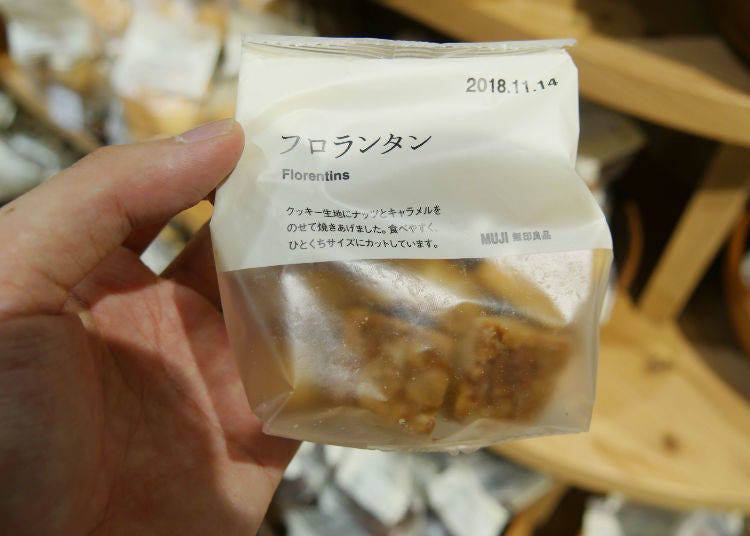 2018.11.14
フロランタン
Florentins
クッキー生地にナッツとキャラメルを
のせて焼きあげました。食べやすく、
ひとくちサイズにカットしています。
MUJI 無印良品